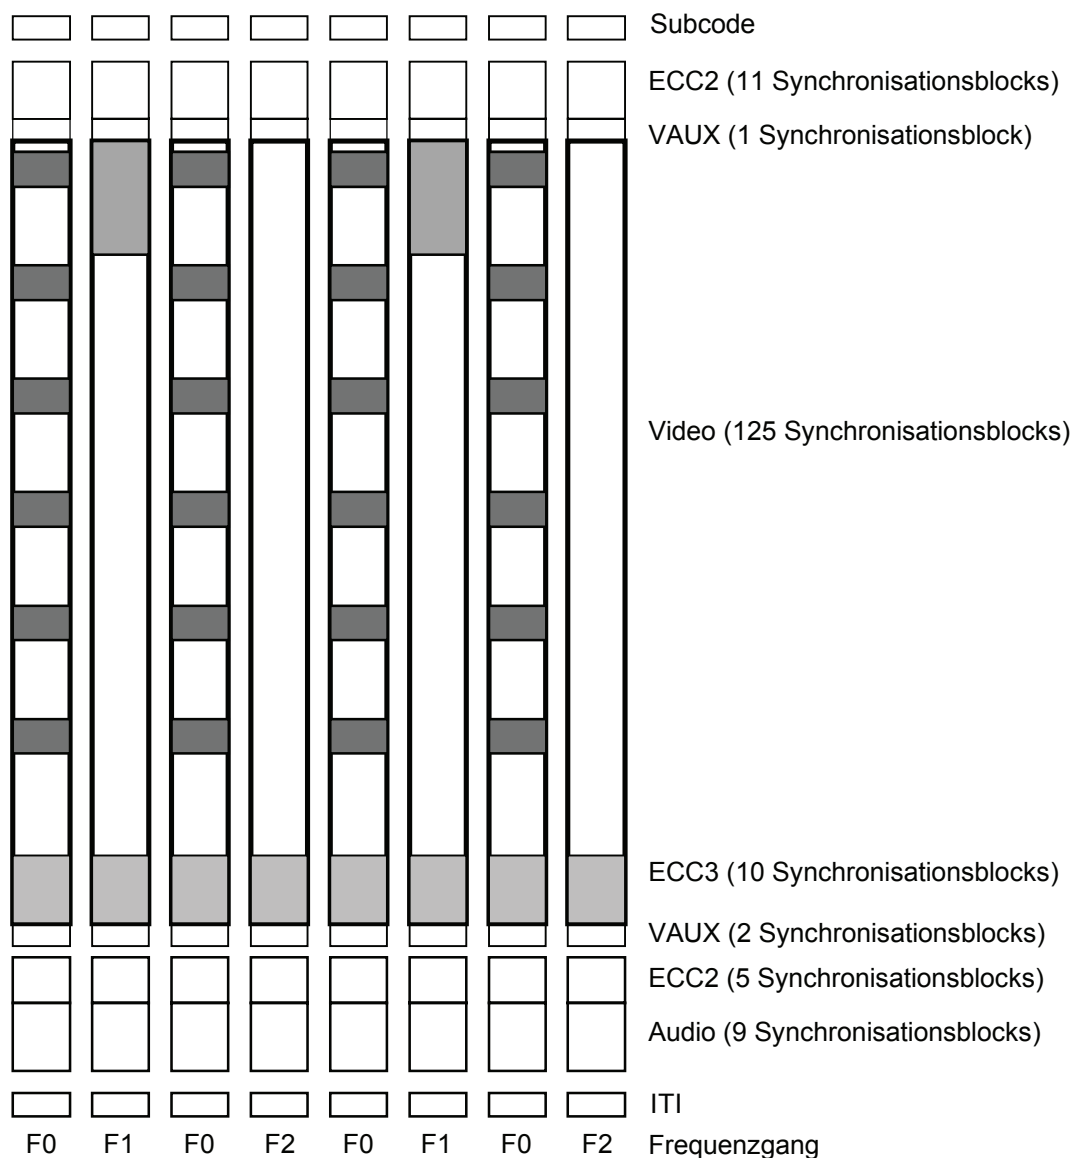 Subcode
ECC2 (11 Synchronisationsblocks)
VAUX (1 Synchronisationsblock)
Video (125 Synchronisationsblocks)
ECC3 (10 Synchronisationsblocks)
VAUX (2 Synchronisationsblocks)
ECC2 (5 Synchronisationsblocks)
Audio (9 Synchronisationsblocks)
ITI
F0 F1 F0 F2 F0 F1 F0 F2 Frequenzgang